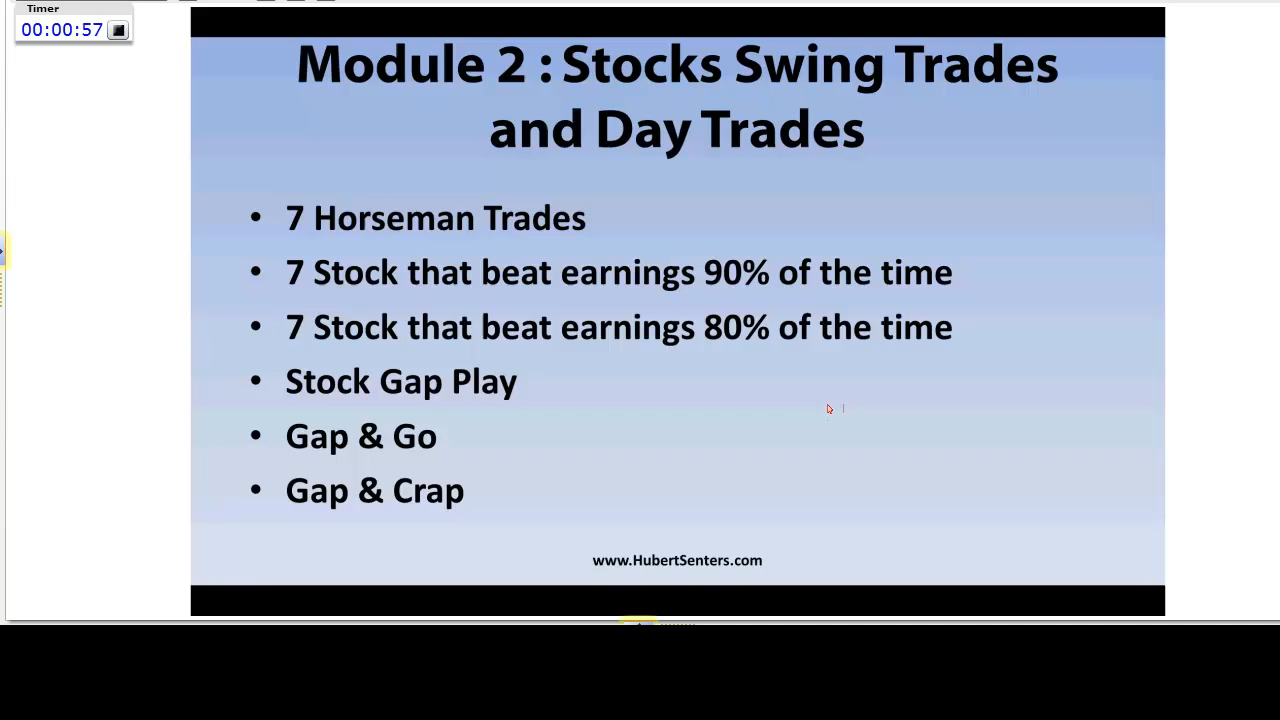 Timer
00:00:57
Module 2 : Stocks Swing Trades
and Day Trades
• 7 Horseman Trades
• 7 Stock that beat earnings 90% of the time
• 7 Stock that beat earnings 80% of the time
• Stock Gap Play
• Gap & Go
• Gap & Crap
www.HubertSenters.com